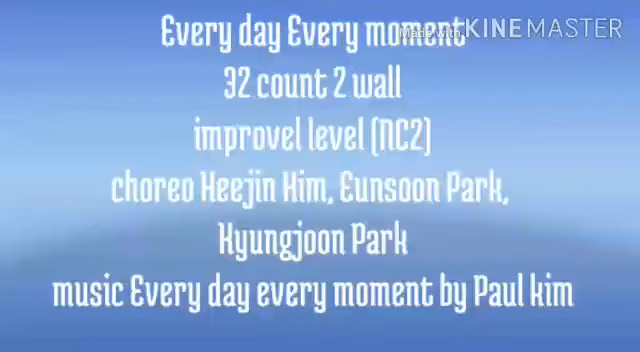 Every day Every moment
Made with KINEMASTER
32 count 2 wall
improvel level (NC2)
choreo Heejin Kim, Eunsoon Park,
Kyungjoon Park
music Every day every moment by Paul kim